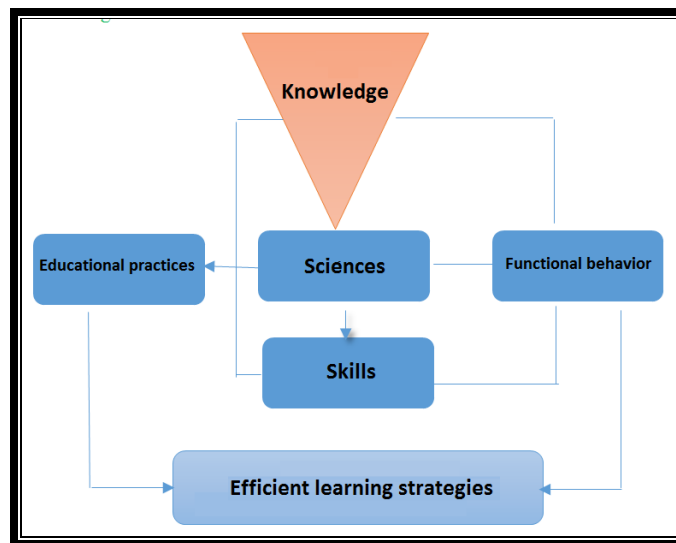 Knowledge
Educational practices
Sciences
Functional behavior
Skills
Efficient learning strategies